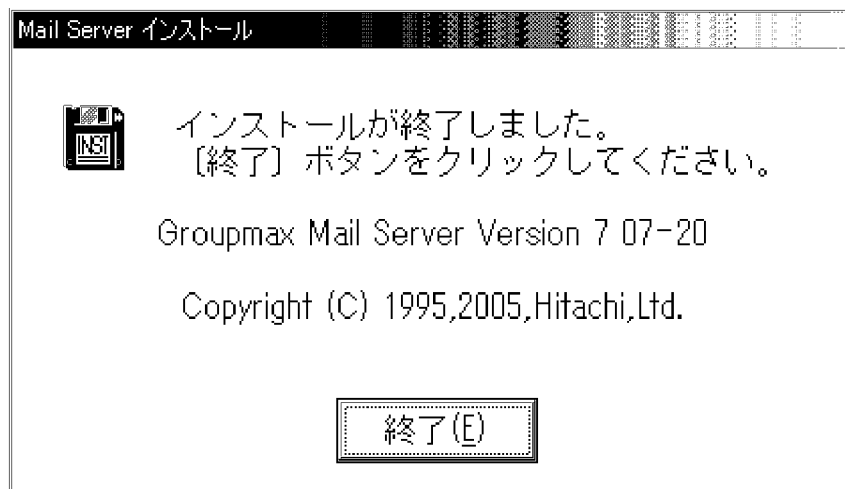 Mail Server インストール
INST
インストールが終了しました。
〔終了〕ボタンをクリックしてください。
Groupmax Mail Server Version 7 07-20
Copyright (C) 1995,2005,Hitachi,Ltd.
終了(E)